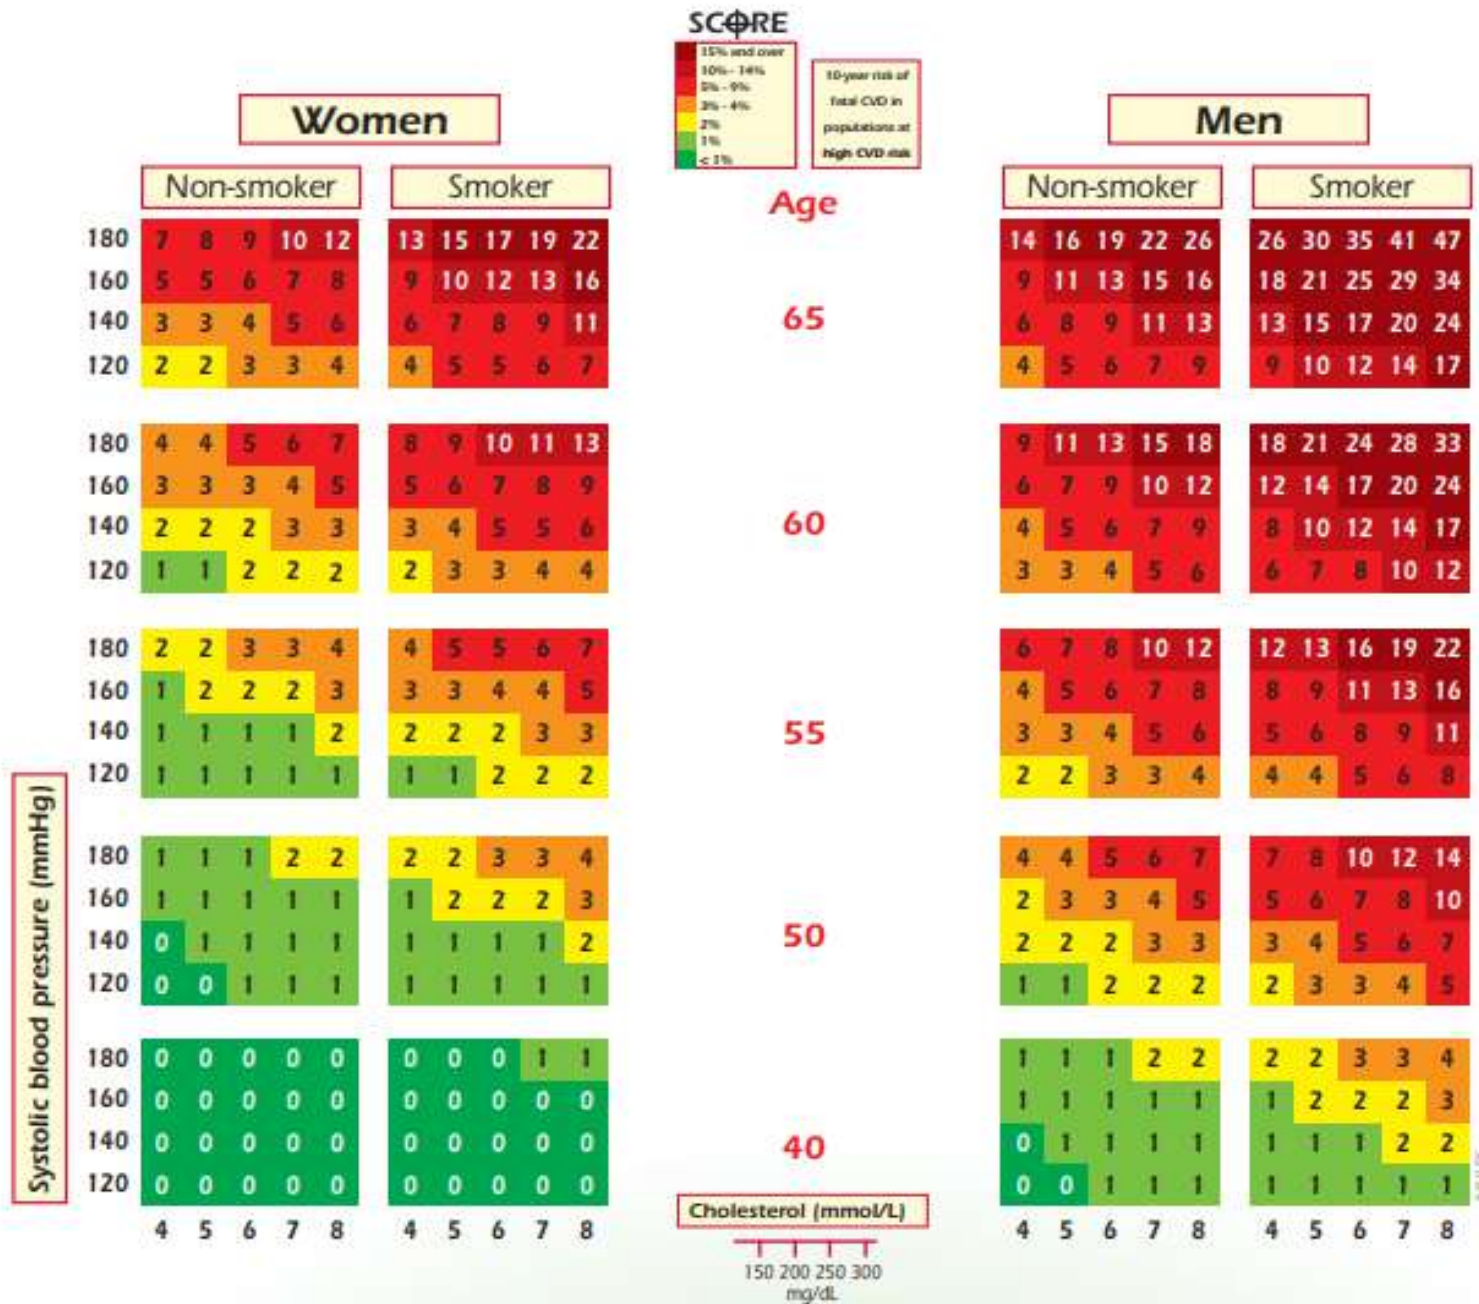 SCORE
15% and over
10% - 14%
5% - 9%
3% - 4%
2%
1%
< 1%
10-year risk of
fatal CVD in
populations at
high CVD risk
Women
Men
Non-smoker Smoker Age Non-smoker Smoker
180 7 8 9 10 12 13 15 17 19 22 14 16 19 22 26 26 30 35 41 47
160 5 5 6 7 8 9 10 12 13 16 9 11 13 15 16 18 21 25 29 34
140 3 3 4 5 6 6 7 8 9 11 65 6 8 9 11 13 13 15 17 20 24
120 2 2 3 3 4 4 5 5 6 7 4 5 6 7 9 9 10 12 14 17
180 4 4 5 6 7 8 9 10 11 13 9 11 13 15 18 18 21 24 28 33
160 3 3 3 4 5 5 6 7 8 9 6 7 9 10 12 12 14 17 20 24
140 2 2 2 3 3 3 4 5 5 6 60 4 5 6 7 9 8 10 12 14 17
120 1 1 2 2 2 2 3 3 4 4 3 3 4 5 6 6 7 8 10 12
180 2 2 3 3 4 4 5 5 6 7 6 7 8 10 12 12 13 16 19 22
160 1 2 2 2 3 3 3 4 4 5 4 5 6 7 8 8 9 11 13 16
140 1 1 1 1 2 2 2 2 3 3 55 3 3 4 5 6 5 6 8 9 11
120 1 1 1 1 1 1 1 2 2 2 2 2 3 3 4 4 4 5 6 8
180 1 1 1 2 2 2 2 3 3 4 4 4 5 6 7 7 8 10 12 14
160 1 1 1 1 1 1 2 2 2 3 2 3 3 4 5 5 6 7 8 10
140 0 1 1 1 1 1 1 1 1 2 50 2 2 2 3 3 3 4 5 6 7
120 0 0 1 1 1 1 1 1 1 1 1 1 2 2 2 2 3 3 4 5
180 0 0 0 0 0 0 0 0 1 1 1 1 1 2 2 2 2 3 3 4
160 0 0 0 0 0 0 0 0 0 0 1 1 1 1 1 1 2 2 2 3
140 0 0 0 0 0 0 0 0 0 0 40 0 1 1 1 1 1 1 1 2 2
120 0 0 0 0 0 0 0 0 0 0 0 0 1 1 1 1 1 1 1 1
4 5 6 7 8 4 5 6 7 8 4 5 6 7 8 4 5 6 7 8
Systolic blood pressure (mmHg)
Cholesterol (mmol/L)
150 200 250 300
mg/dL